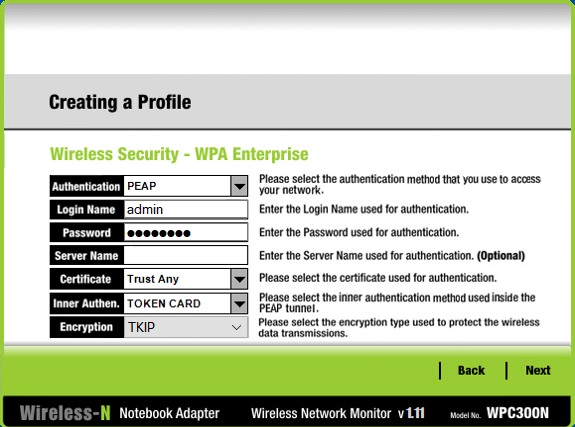 Creating a Profile
Wireless Security - WPA Enterprise
Authentication PEAP Please select the authentication method that you use to access
your network.
Login Name admin Enter the Login Name used for authentication.
Password ●●●●●●●● Enter the Password used for authentication.
Server Name Enter the Server Name used for authentication. (Optional)
Certificate Trust Any Please select the certificate used for authentication.
Inner Authen. TOKEN CARD Please select the inner authentication method used inside the
PEAP tunnel.
Encryption TKIP Please select the encryption type used to protect the wireless
data transmissions.
Back Next
Wireless-N Notebook Adapter Wireless Network Monitor v 1.11 Model No. WPC300N